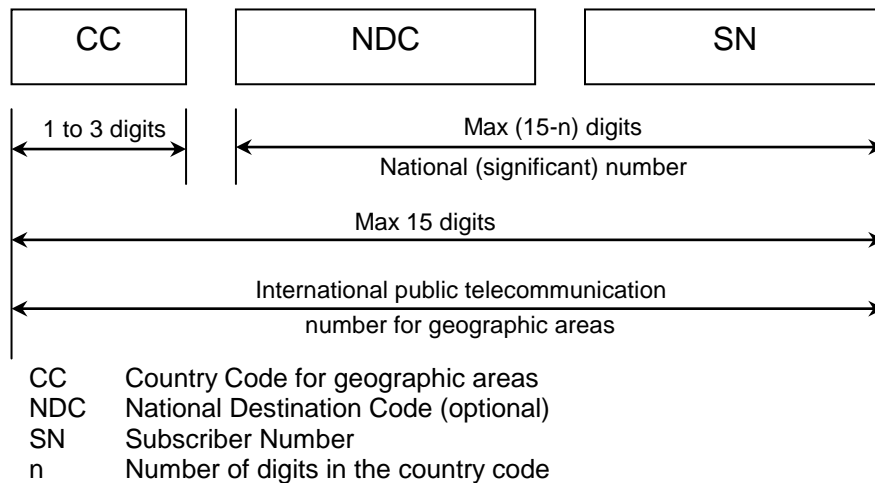 CC NDC SN
1 to 3 digits Max (15-n) digits
National (significant) number
Max 15 digits
International public telecommunication
number for geographic areas
CC Country Code for geographic areas
NDC National Destination Code (optional)
SN Subscriber Number
n Number of digits in the country code